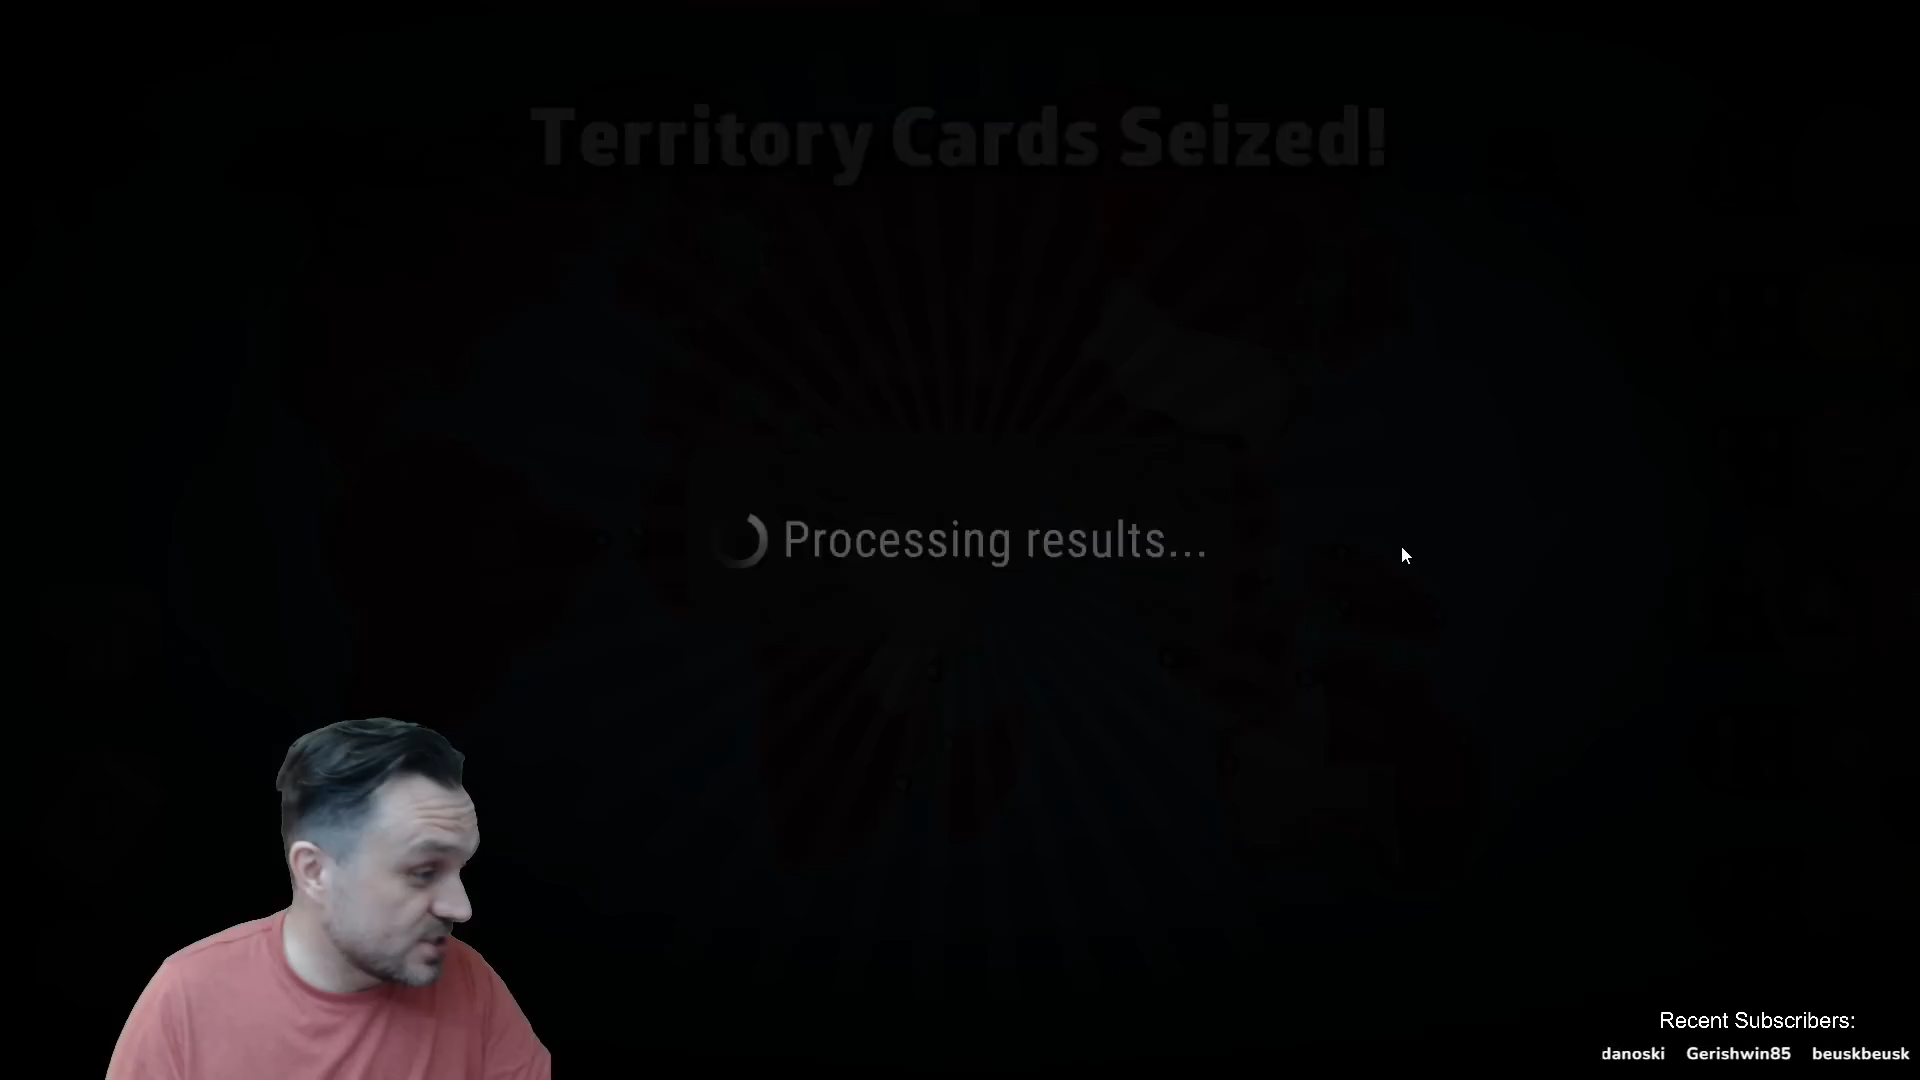 Territory Cards Seized!
Processing results...
Recent Subscribers:
danoski Gerishwin85 beuskbeusk